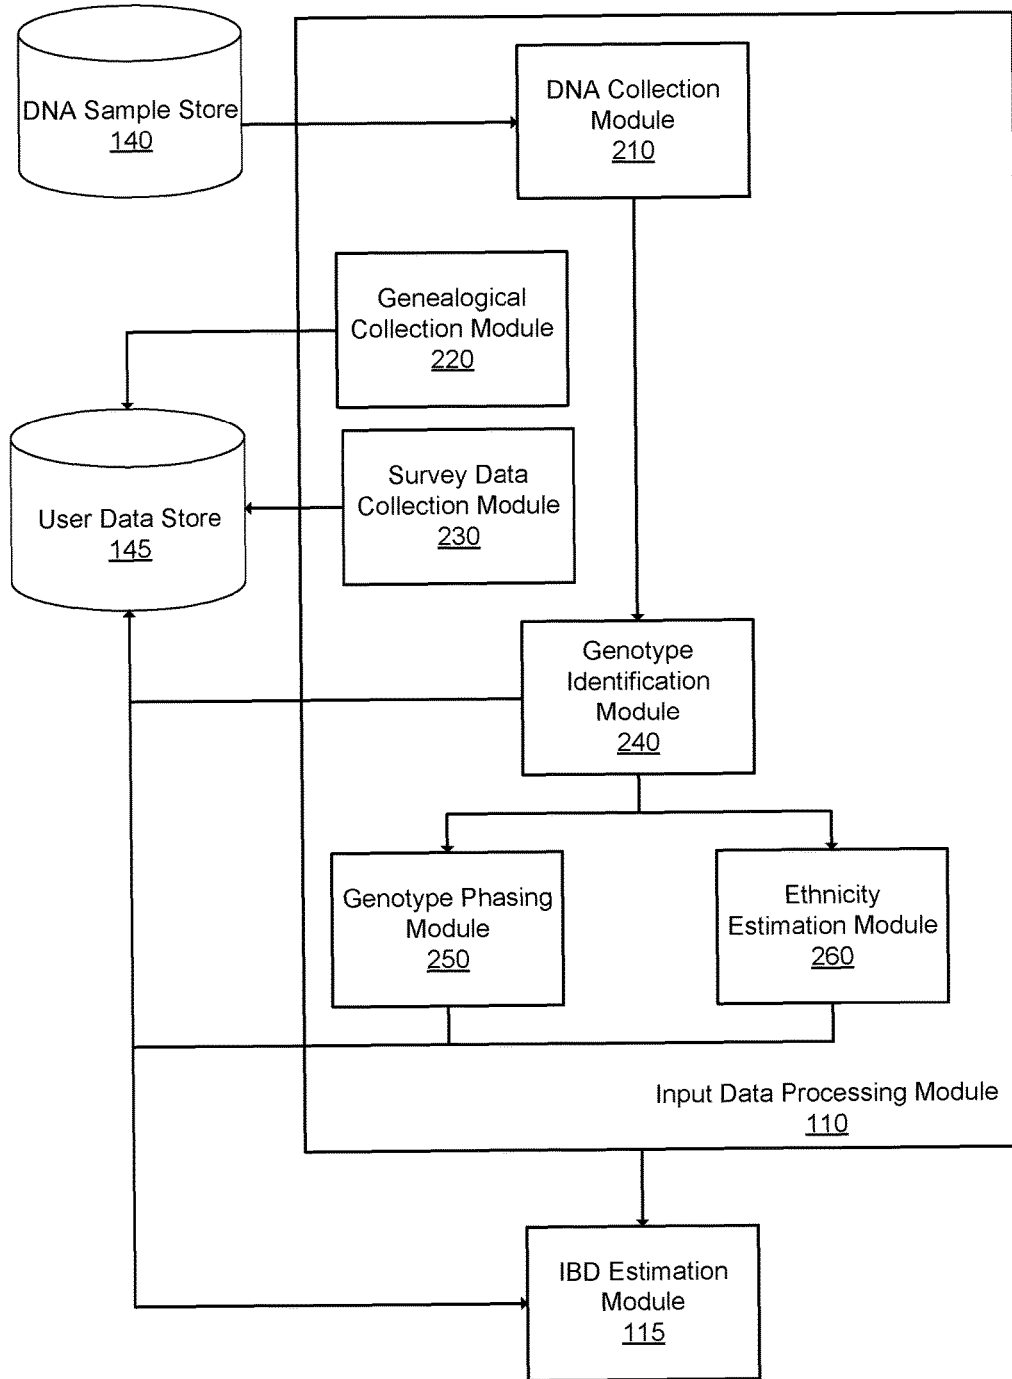 DNA Sample Store
140
DNA Collection
Module
210
Genealogical
Collection Module
220
Survey Data
Collection Module
230
User Data Store
145
Genotype
Identification
Module
240
Genotype Phasing
Module
250
Ethnicity
Estimation Module
260
Input Data Processing Module
110
IBD Estimation
Module
115